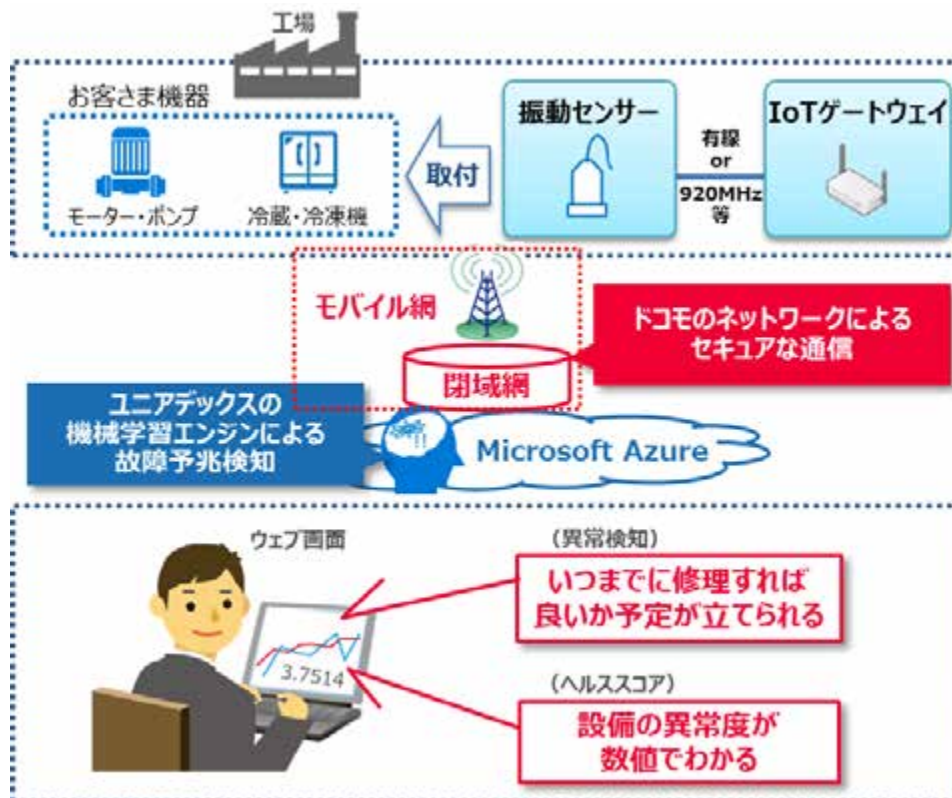 工場
お客さま機器
モーター・ポンプ
冷蔵・冷凍機
取付
振動センサー
有線
or
920MHz
等
IoTゲートウェイ
モバイル網
閉域網
ドコモのネットワークによる
セキュアな通信
ユニアデックスの
機械学習エンジンによる
故障予兆検知
Microsoft Azure
ウェブ画面
3.7514
(異常検知)
いつまでに修理すれば
良いか予定が立てられる
(ヘルススコア)
設備の異常度が
数値でわかる